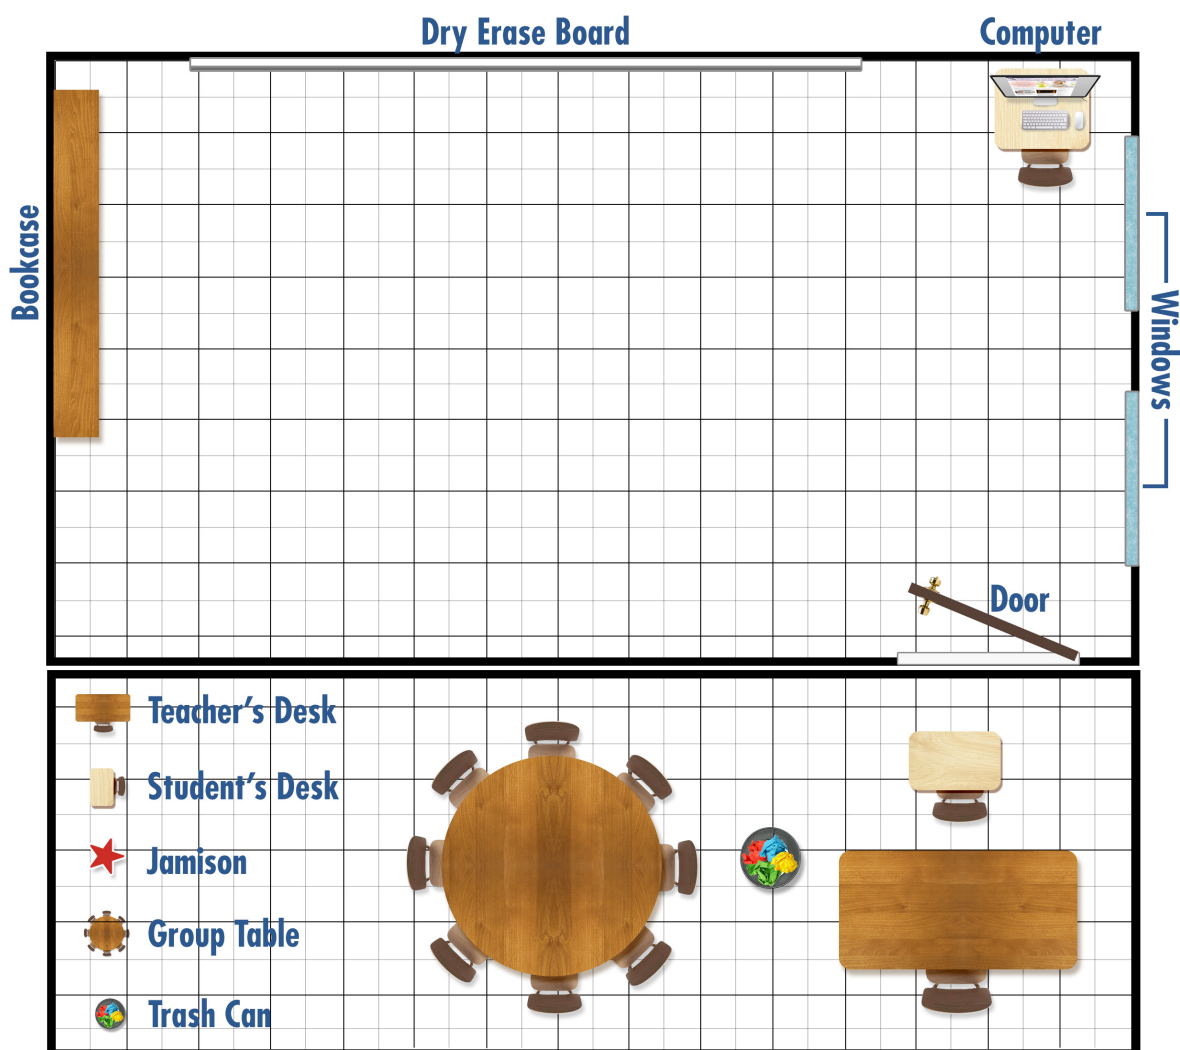 Dry Erase Board
Computer
Bookcase
Windows
Door
Teacher's Desk
Student's Desk
Jamison
Group Table
Trash Can